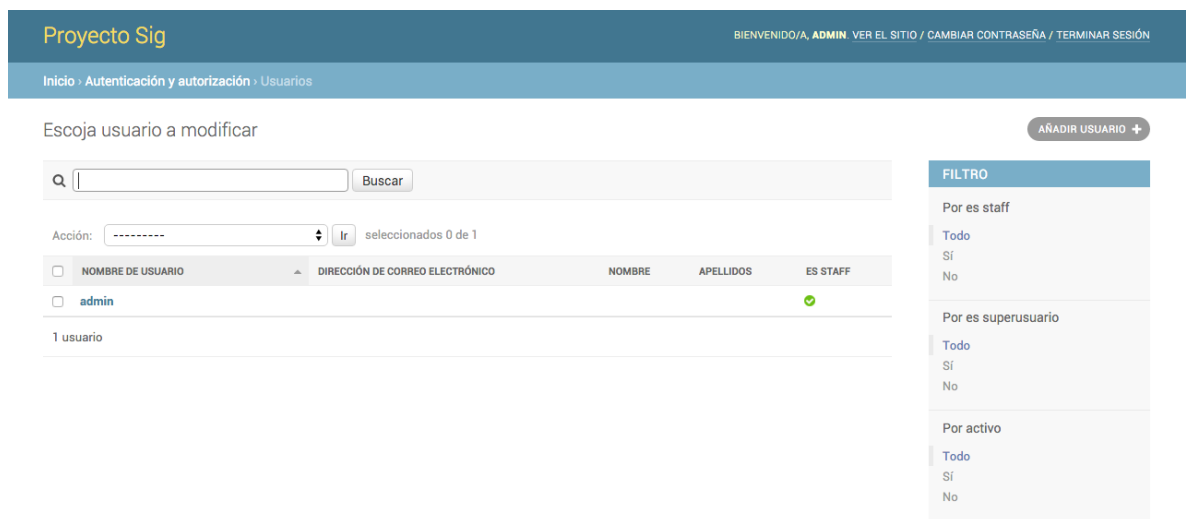 Proyecto Sig
BIENVENIDO/A, ADMIN. VER EL SITIO / CAMBIAR CONTRASEÑA / TERMINAR SESIÓN
Inicio › Autenticación y autorización › Usuarios
Escoja usuario a modificar
AÑADIR USUARIO +
Buscar
Acción: --------- Ir seleccionados 0 de 1
NOMBRE DE USUARIO DIRECCIÓN DE CORREO ELECTRÓNICO NOMBRE APELLIDOS ES STAFF
admin
1 usuario
FILTRO
Por es staff
Todo
Sí
No
Por es superusuario
Todo
Sí
No
Por activo
Todo
Sí
No